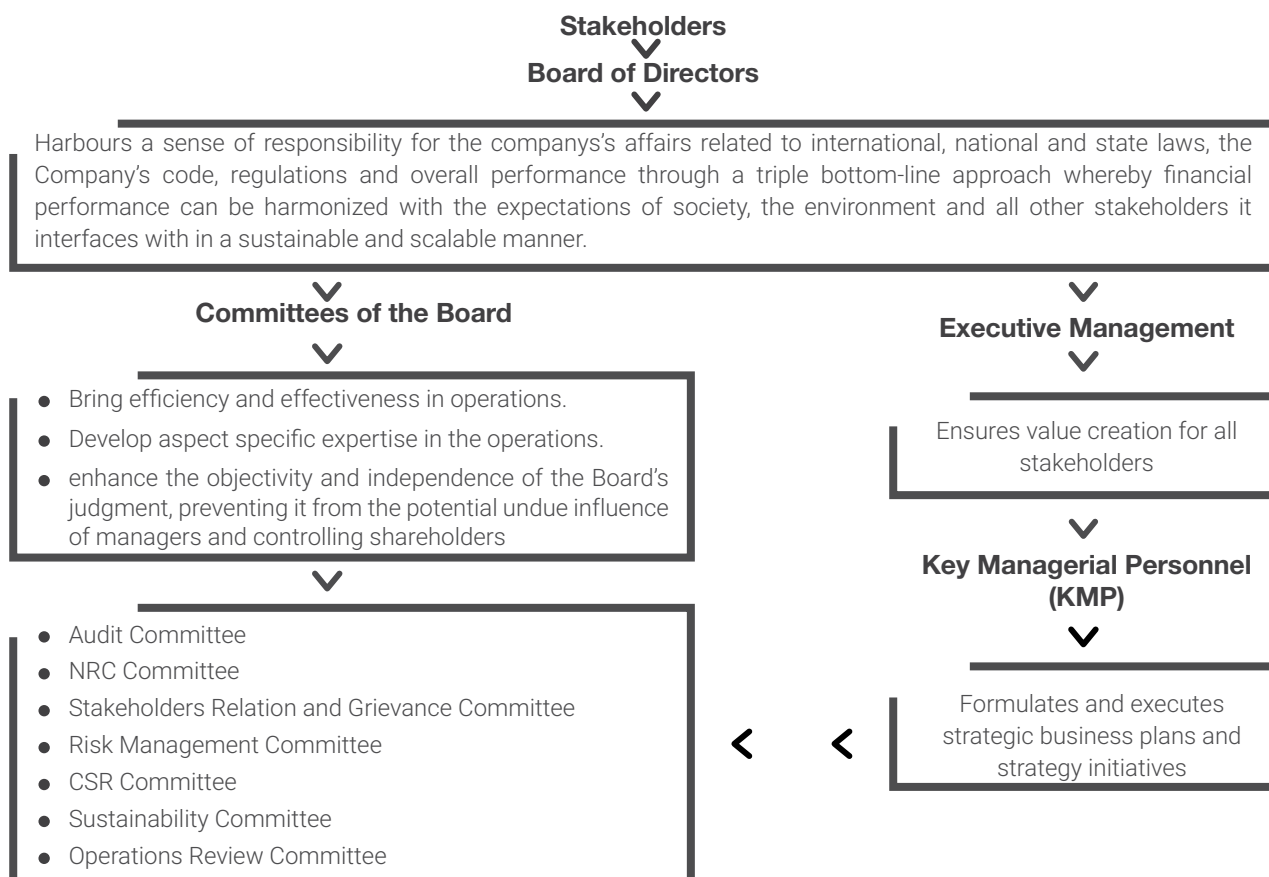 Stakeholders
Board of Directors
Harbours a sense of responsibility for the companys's affairs related to international, national and state laws, the
Company's code, regulations and overall performance through a triple bottom-line approach whereby financial
performance can be harmonized with the expectations of society, the environment and all other stakeholders it
interfaces with in a sustainable and scalable manner.
Committees of the Board
● Bring efficiency and effectiveness in operations.
● Develop aspect specific expertise in the operations.
● enhance the objectivity and independence of the Board's
judgment, preventing it from the potential undue influence
of managers and controlling shareholders
● Audit Committee
● NRC Committee
● Stakeholders Relation and Grievance Committee
● Risk Management Committee
● CSR Committee
● Sustainability Committee
● Operations Review Committee
Executive Management
Ensures value creation for all
stakeholders
Key Managerial Personnel
(KMP)
Formulates and executes
strategic business plans and
strategy initiatives